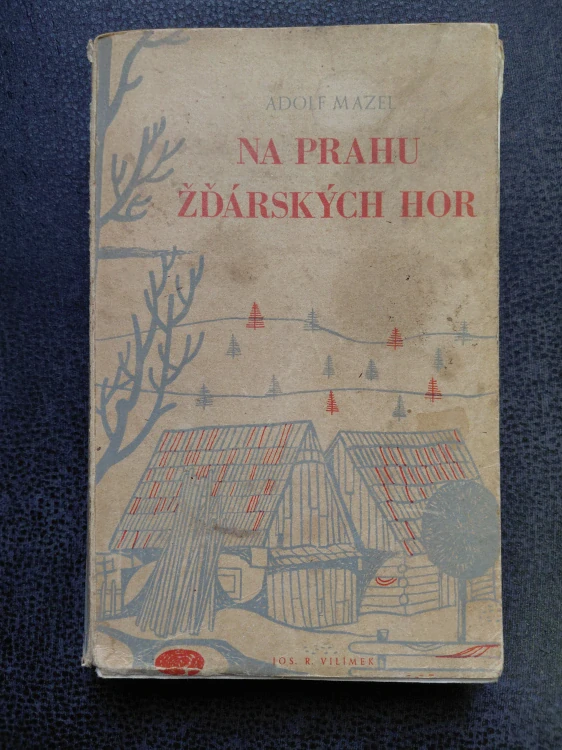 ADOLF MAZEL
NA PRAHU
ŽĎÁRSKÝCH HOR
JOS. R. VILÍMEK